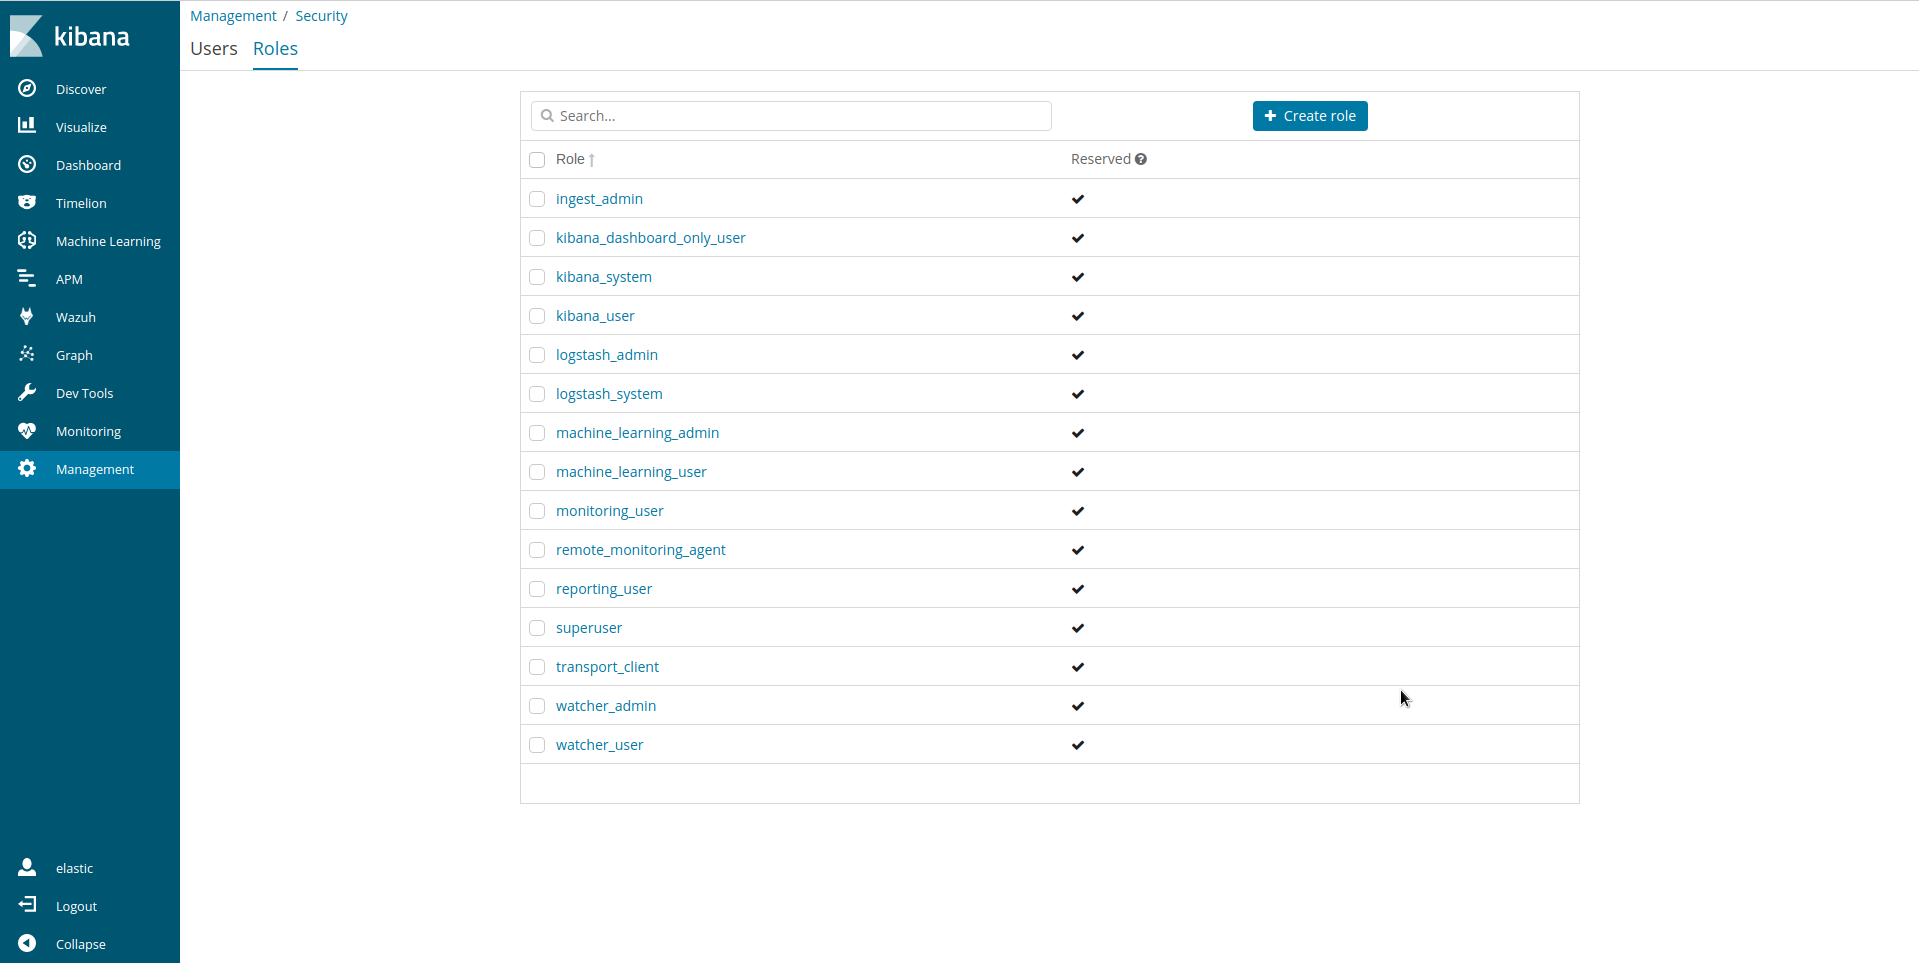 kibana
Discover
Visualize
Dashboard
Timelion
Machine Learning
APM
Wazuh
Graph
Dev Tools
Monitoring
Management
elastic
Logout
Collapse
Management / Security
Users Roles
Search...
Create role
Role Reserved
ingest_admin
kibana_dashboard_only_user
kibana_system
kibana_user
logstash_admin
logstash_system
machine_learning_admin
machine_learning_user
monitoring_user
remote_monitoring_agent
reporting_user
superuser
transport_client
watcher_admin
watcher_user